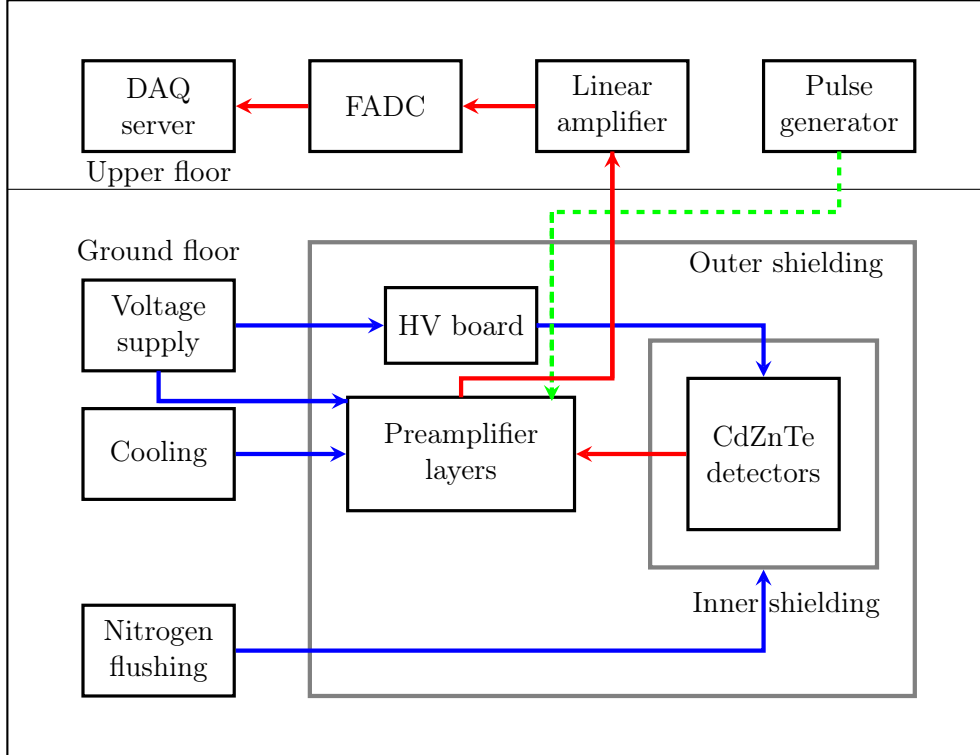 DAQ
server
FADC
Linear
amplifier
Pulse
generator
Upper floor
Ground floor
Outer shielding
Voltage
supply
HV board
Cooling
Preamplifier
layers
CdZnTe
detectors
Inner shielding
Nitrogen
flushing